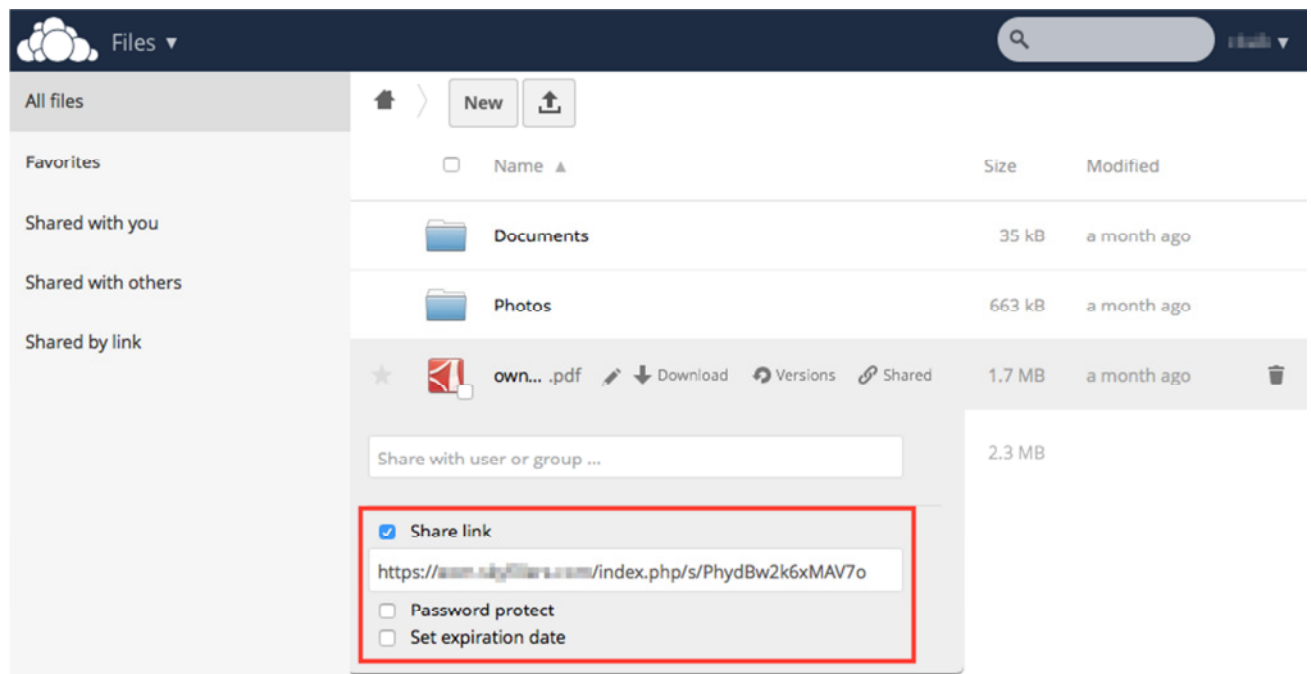 Files ▼
All files
Favorites
Shared with you
Shared with others
Shared by link
New
Name ▲ Size Modified
Documents 35 kB a month ago
Photos 663 kB a month ago
own... .pdf Download Versions Shared 1.7 MB a month ago
Share with user or group ...
2.3 MB
Share link
https:// /index.php/s/PhydBw2k6xMAV7o
Password protect
Set expiration date